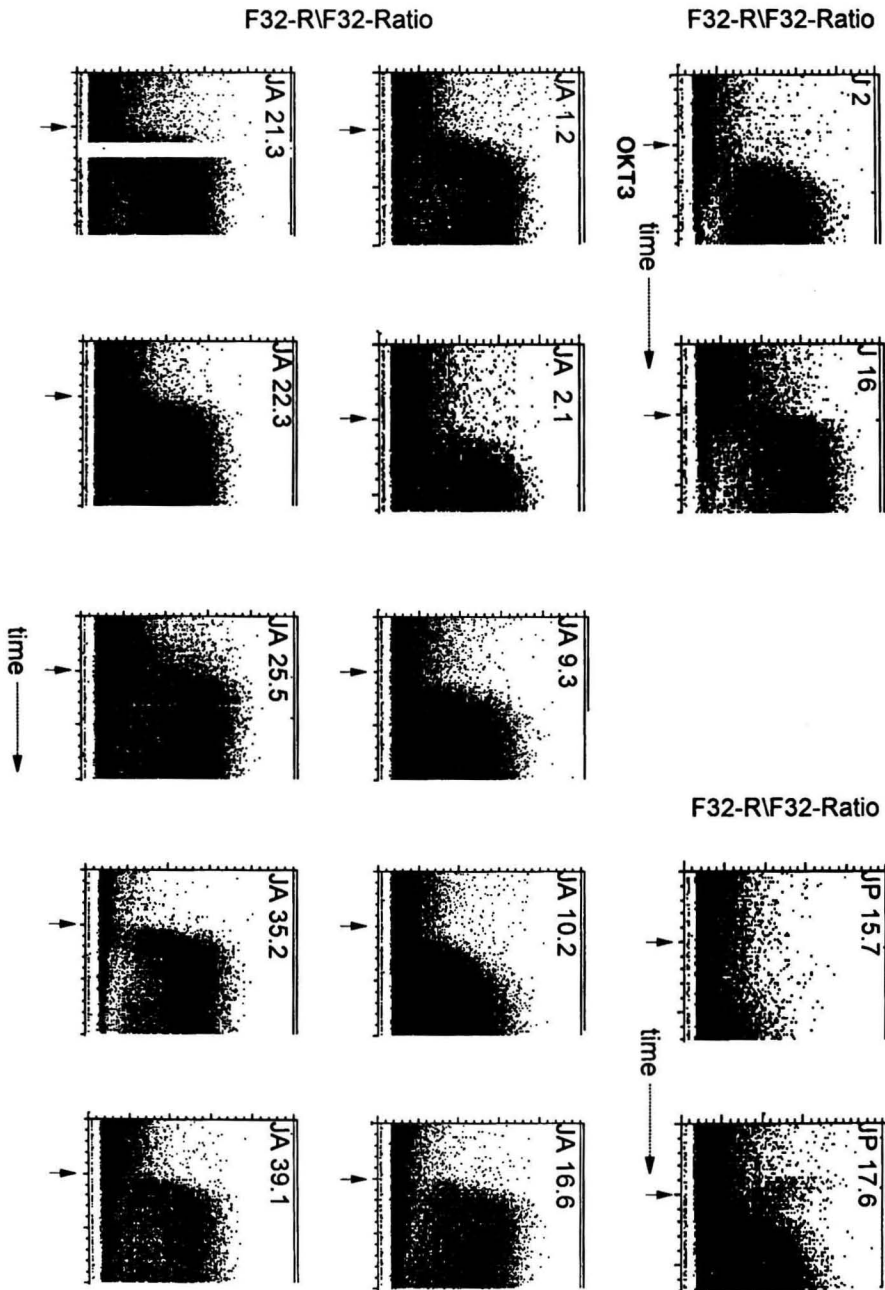 F32-R\F32-Ratio
J 2
OKT3
time
J 16
F32-R\F32-Ratio
JP 15.7
time
JP 17.6
F32-R\F32-Ratio
JA 1.2
JA 2.1
JA 9.3
JA 10.2
JA 16.6
JA 21.3
JA 22.3
JA 25.5
JA 35.2
JA 39.1
time